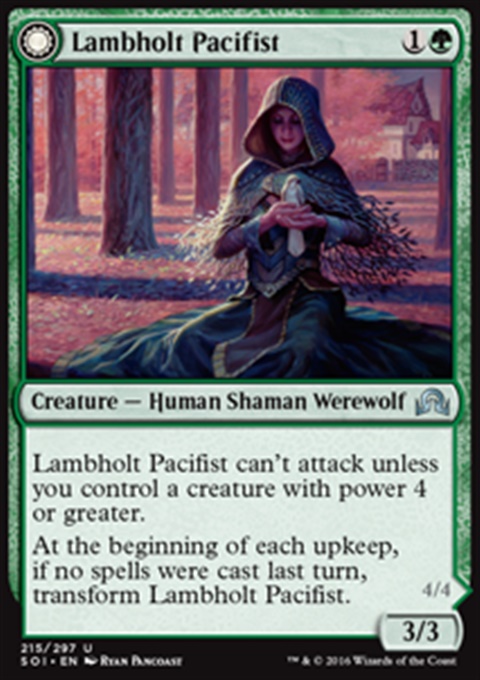 Lambholt Pacifist 1
Creature — Human Shaman Werewolf
Lambholt Pacifist can't attack unless
you control a creature with power 4
or greater.
At the beginning of each upkeep,
if no spells were cast last turn,
transform Lambholt Pacifist.
4/4
3/3
215/297 U
SOI • EN Ryan Pancoast
™ & © 2016 Wizards of the Coast